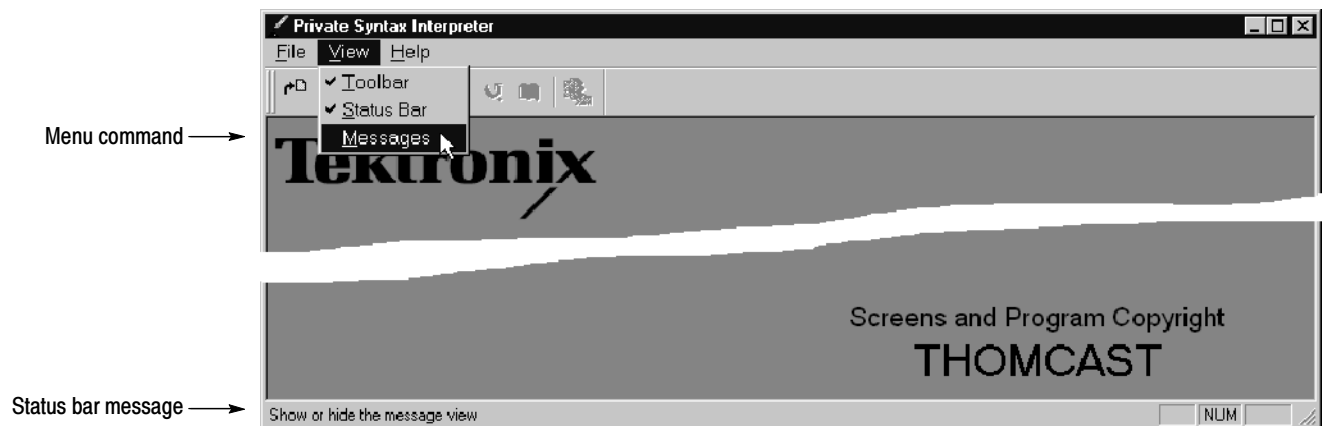 Private Syntax Interpreter
File View Help
Toolbar
Status Bar
Menu command
Messages
Tektronix
Screens and Program Copyright
THOMCAST
Status bar message
Show or hide the message view
NUM